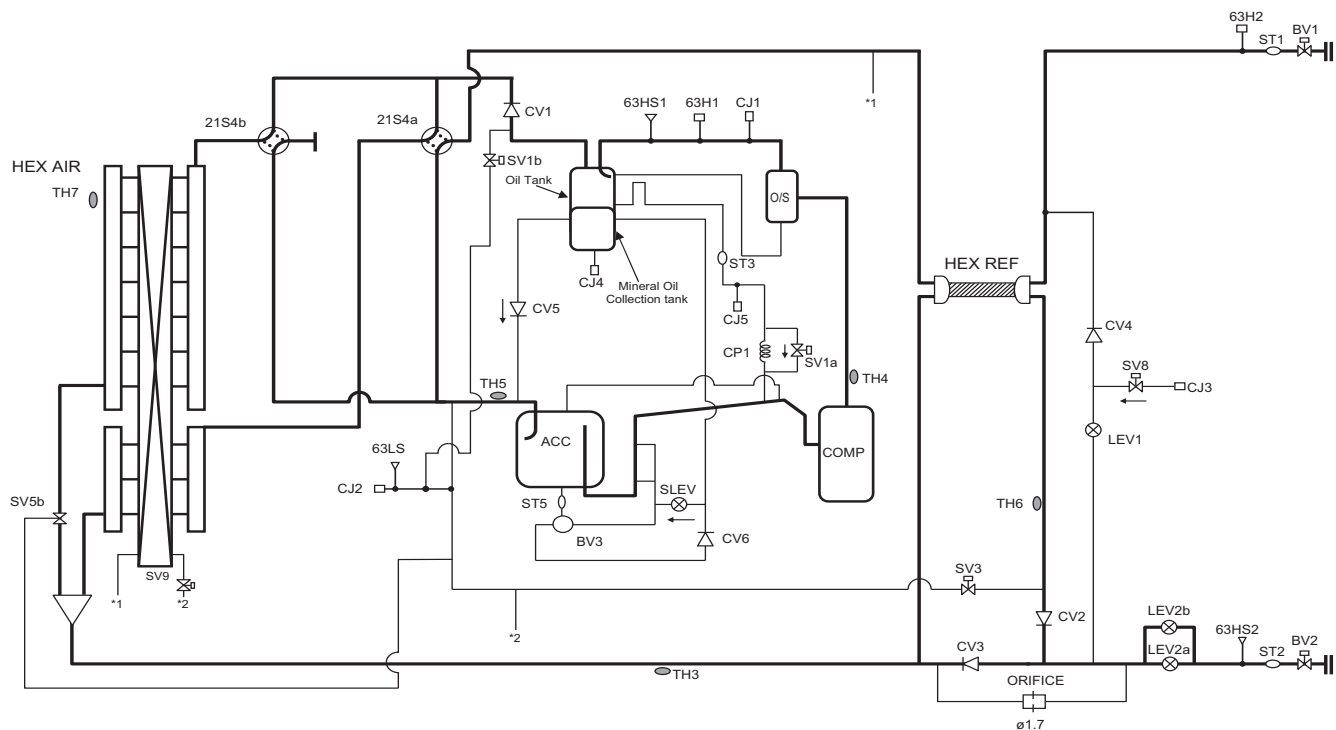 63H2
ST1
BV1
*1
CV1
63HS1
63H1
CJ1
21S4b
21S4a
HEX AIR
TH7
SV1b
Oil Tank
O/S
ST3
CJ4
Mineral Oil
Collection tank
CJ5
HEX REF
CV5
CP1
SV1a
CV4
TH4
SV8
CJ3
TH5
LEV1
ACC
COMP
63LS
CJ2
SV5b
ST5
SLEV
BV3
CV6
TH6
SV9
*1
*2
SV3
*2
CV2
LEV2b
CV3
LEV2a
63HS2
BV2
ST2
TH3
ORIFICE
ø1.7